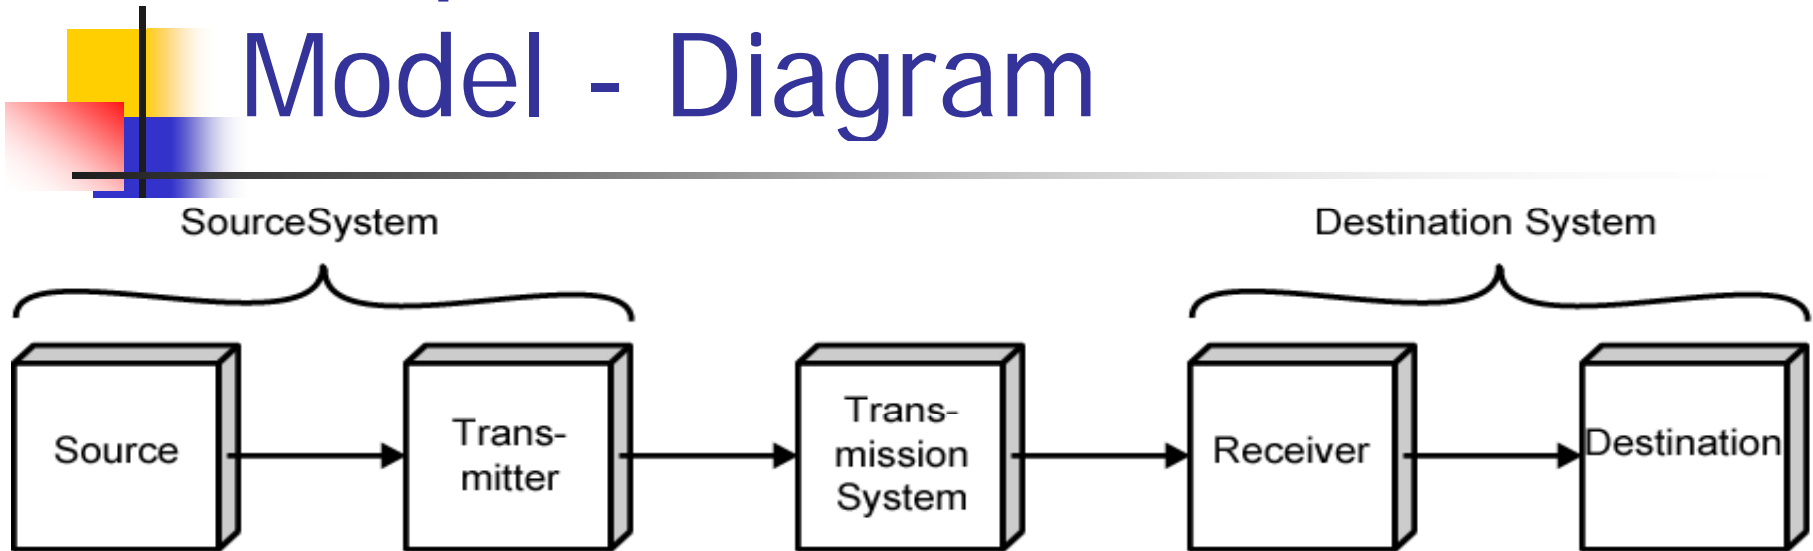 Model - Diagram
SourceSystem
Destination System
Source
Trans-
mitter
Trans-
mission
System
Receiver
Destination